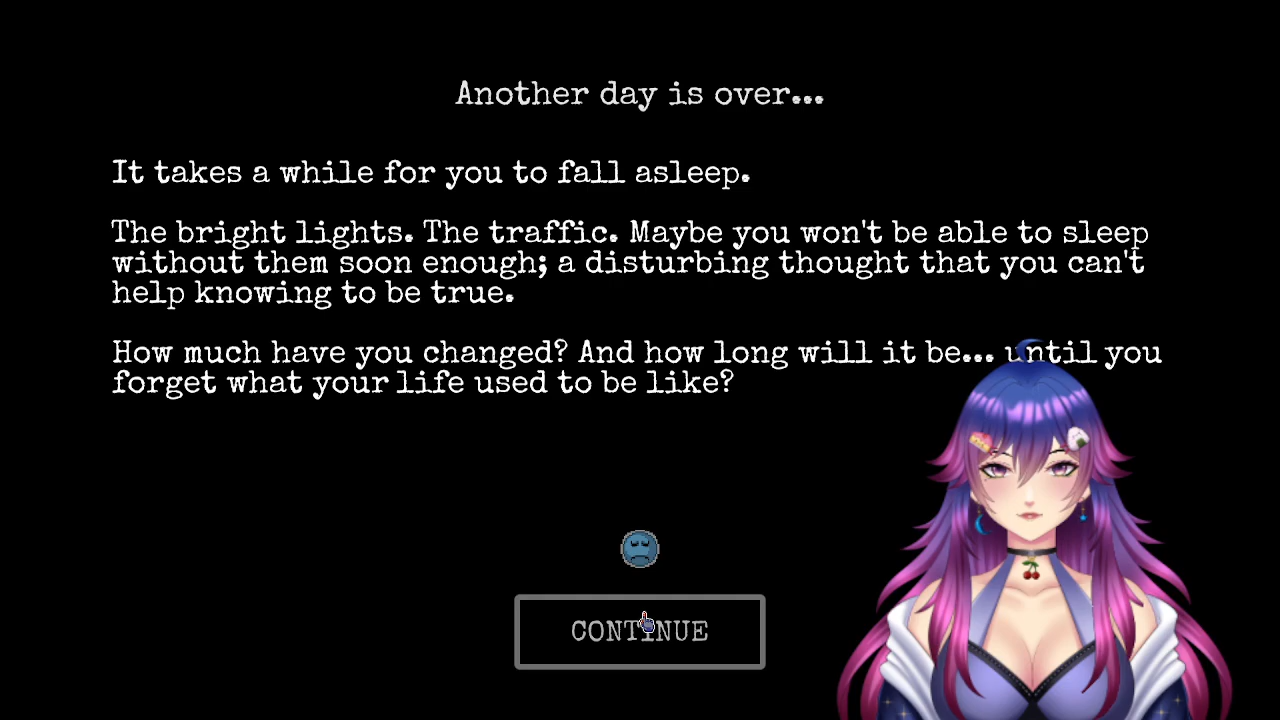 Another day is over...
It takes a while for you to fall asleep.
The bright lights. The traffic. Maybe you won't be able to sleep
without them soon enough; a disturbing thought that you can't
help knowing to be true.
How much have you changed? And how long will it be... until you
forget what your life used to be like?
CONTINUE